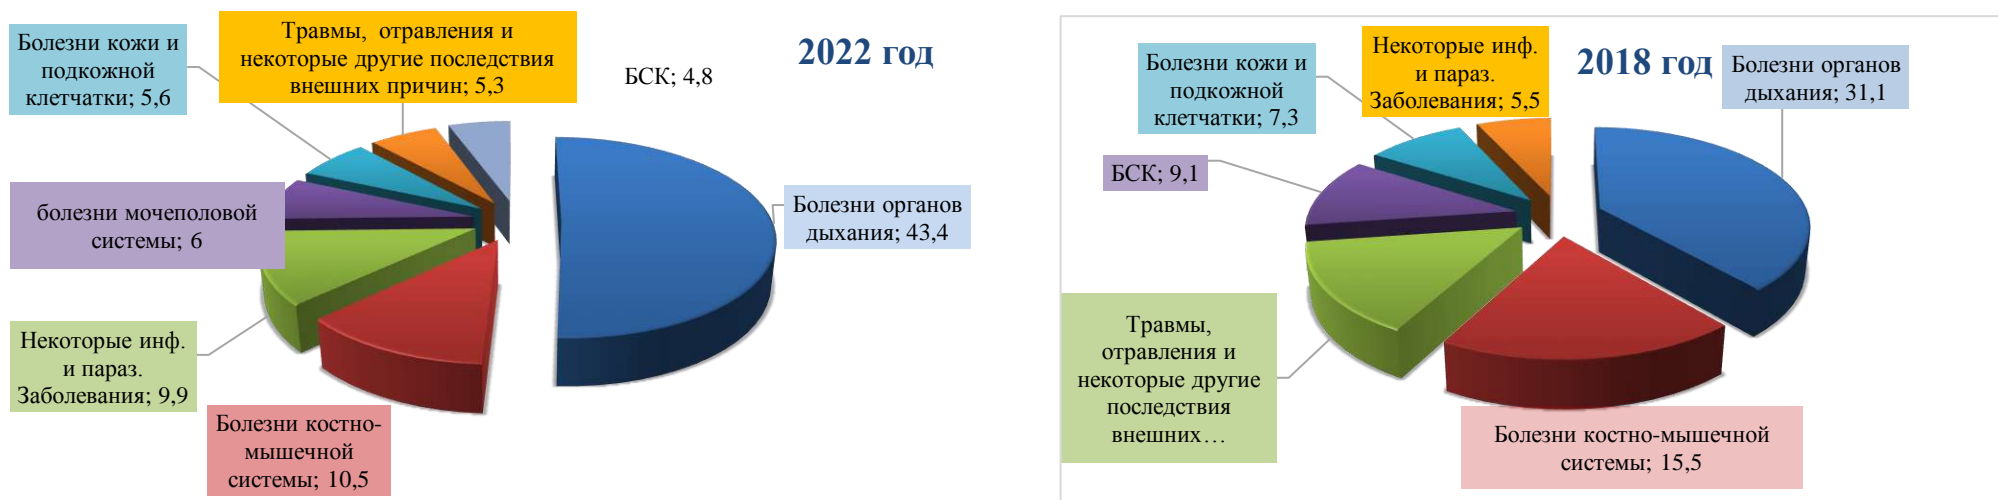 Болезни кожи и
подкожной
клетчатки; 5,6
Травмы, отравления и
некоторые другие последствия
внешних причин; 5,3
БСК; 4,8
2022 год
болезни мочеполовой
системы; 6
Болезни органов
дыхания; 43,4
Некоторые инф.
и параз.
Заболевания; 9,9
Болезни костно-
мышечной
системы; 10,5
Болезни кожи и
подкожной
клетчатки; 7,3
Некоторые инф.
и параз.
Заболевания; 5,5
2018 год
Болезни органов
дыхания; 31,1
БСК; 9,1
Травмы,
отравления и
некоторые другие
последствия
внешних…
Болезни костно-мышечной
системы; 15,5